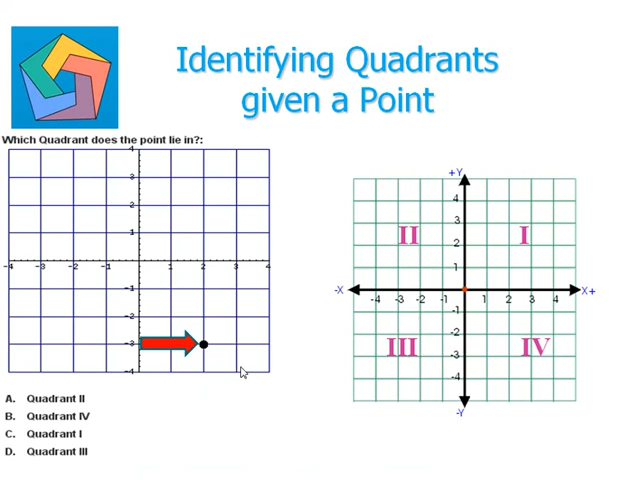 Identifying Quadrants
given a Point
Which Quadrant does the point lie in?:
4
3
2
1
-4 -3 -2 -1 1 2 3 4
-1
-2
-3
-4
A. Quadrant II
B. Quadrant IV
C. Quadrant I
D. Quadrant III
+Y
4
3
II I
2
1
-X X+
-4 -3 -2 -1 1 2 3 4
-1
-2
III IV
-3
-4
-Y